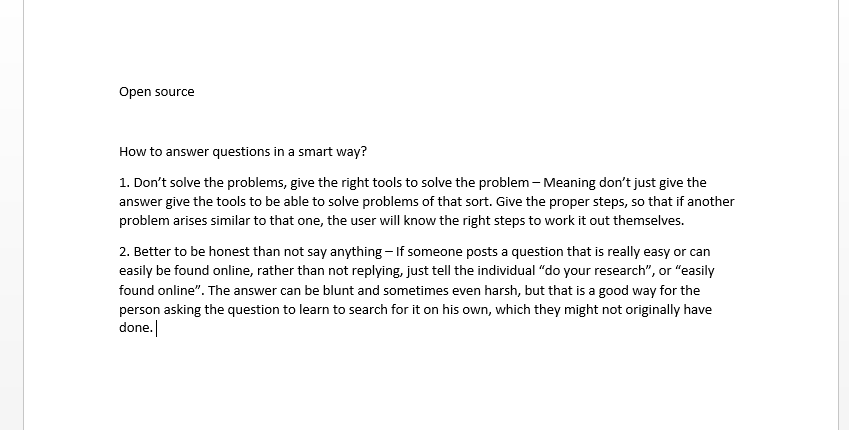 Open source
How to answer questions in a smart way?
1. Don’t solve the problems, give the right tools to solve the problem – Meaning don’t just give the
answer give the tools to be able to solve problems of that sort. Give the proper steps, so that if another
problem arises similar to that one, the user will know the right steps to work it out themselves.
2. Better to be honest than not say anything – If someone posts a question that is really easy or can
easily be found online, rather than not replying, just tell the individual “do your research”, or “easily
found online”. The answer can be blunt and sometimes even harsh, but that is a good way for the
person asking the question to learn to search for it on his own, which they might not originally have
done.